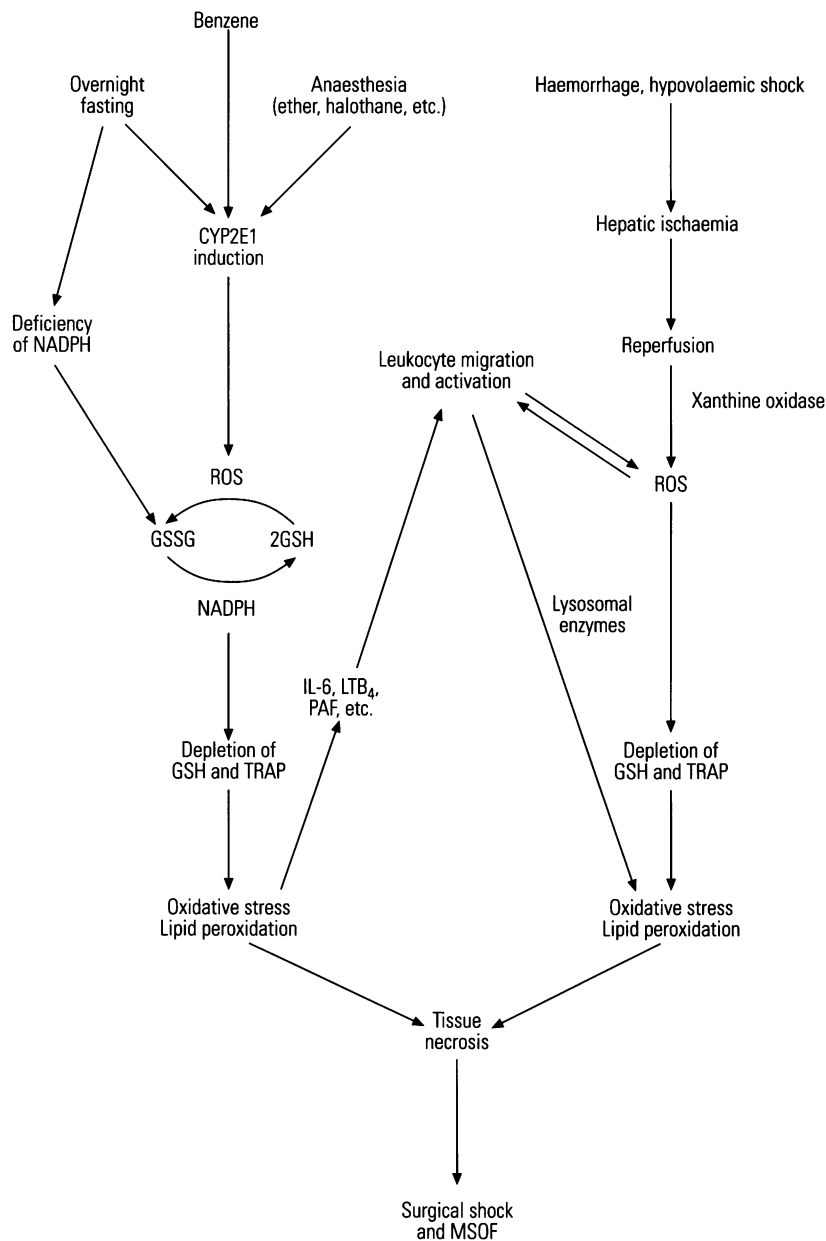 Benzene
Overnight
fasting
Anaesthesia
(ether, halothane, etc.)
Haemorrhage, hypovolaemic shock
CYP2E1
induction
Hepatic ischaemia
Deficiency
of NADPH
Reperfusion
Leukocyte migration
and activation
Xanthine oxidase
ROS
ROS
GSSG
2GSH
NADPH
Lysosomal
enzymes
IL-6, LTB₄,
PAF, etc.
Depletion of
GSH and TRAP
Depletion of
GSH and TRAP
Oxidative stress
Lipid peroxidation
Oxidative stress
Lipid peroxidation
Tissue
necrosis
Surgical shock
and MSOF